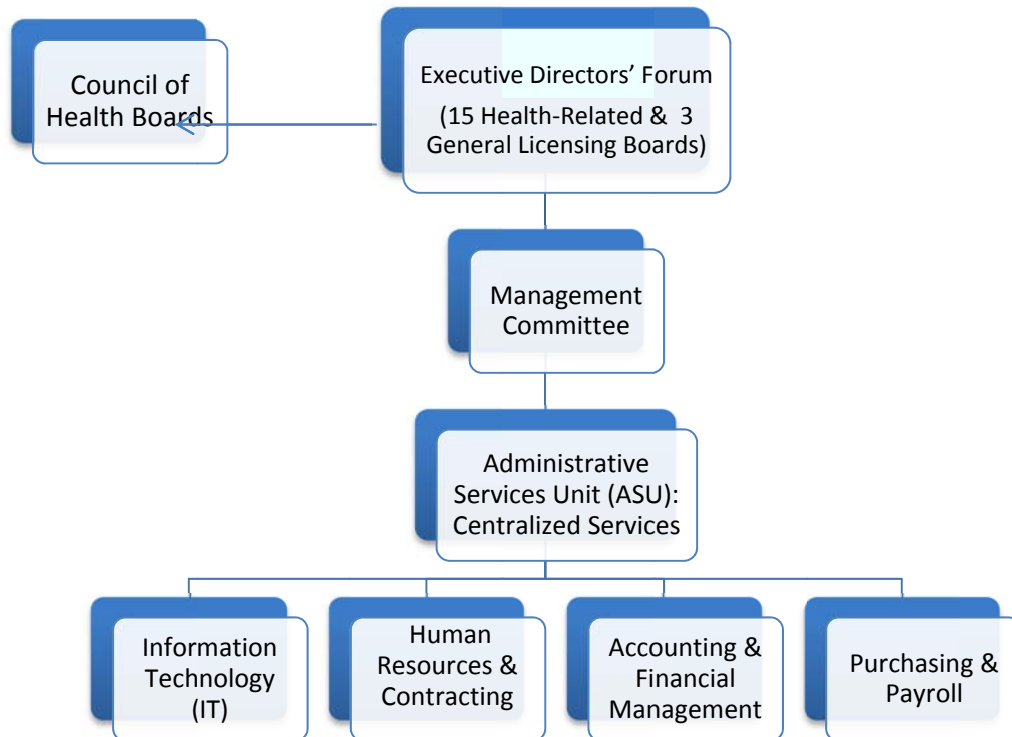 Council of
Health Boards
Executive Directors’ Forum
(15 Health-Related & 3
General Licensing Boards)
Management
Committee
Administrative
Services Unit (ASU):
Centralized Services
Information
Technology
(IT)
Human
Resources &
Contracting
Accounting &
Financial
Management
Purchasing &
Payroll